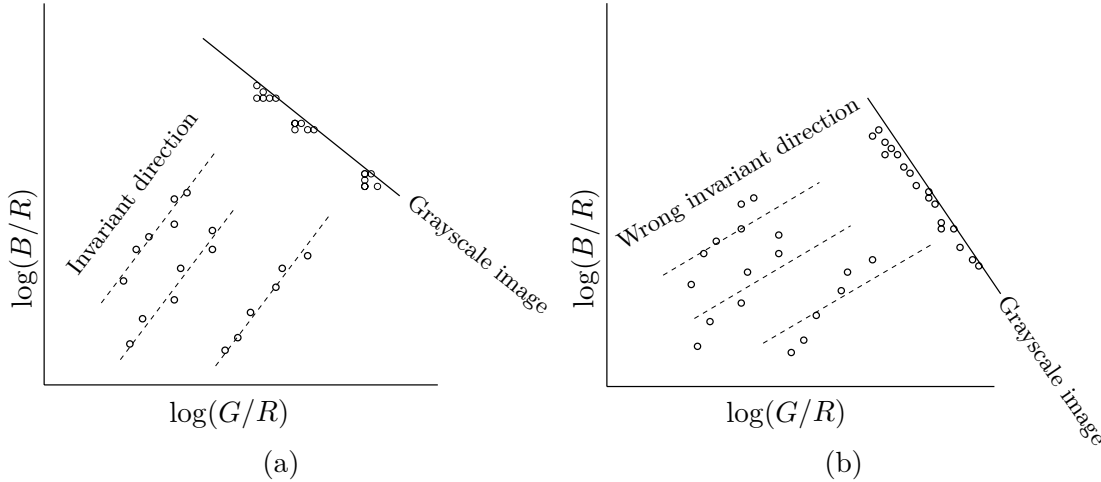 Invariant direction
Grayscale image
log(B/R)
log(G/R)
(a)
Wrong invariant direction
Grayscale image
log(B/R)
log(G/R)
(b)